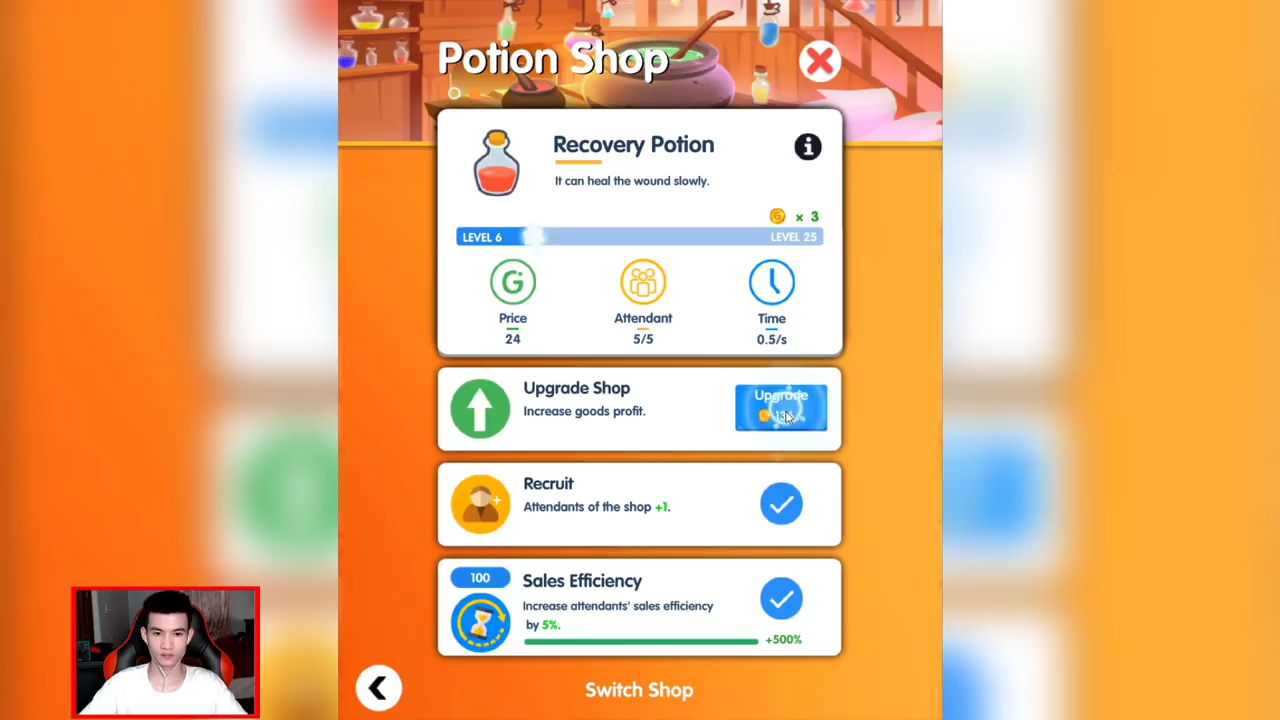 Potion Shop
Recovery Potion
It can heal the wound slowly.
G × 3
LEVEL 6
LEVEL 25
G
Price
24
Attendant
5/5
Time
0.5/s
Upgrade Shop
Increase goods profit.
Upgrade
Recruit
Attendants of the shop +1.
100
Sales Efficiency
Increase attendants' sales efficiency
by 5%.
+500%
Switch Shop